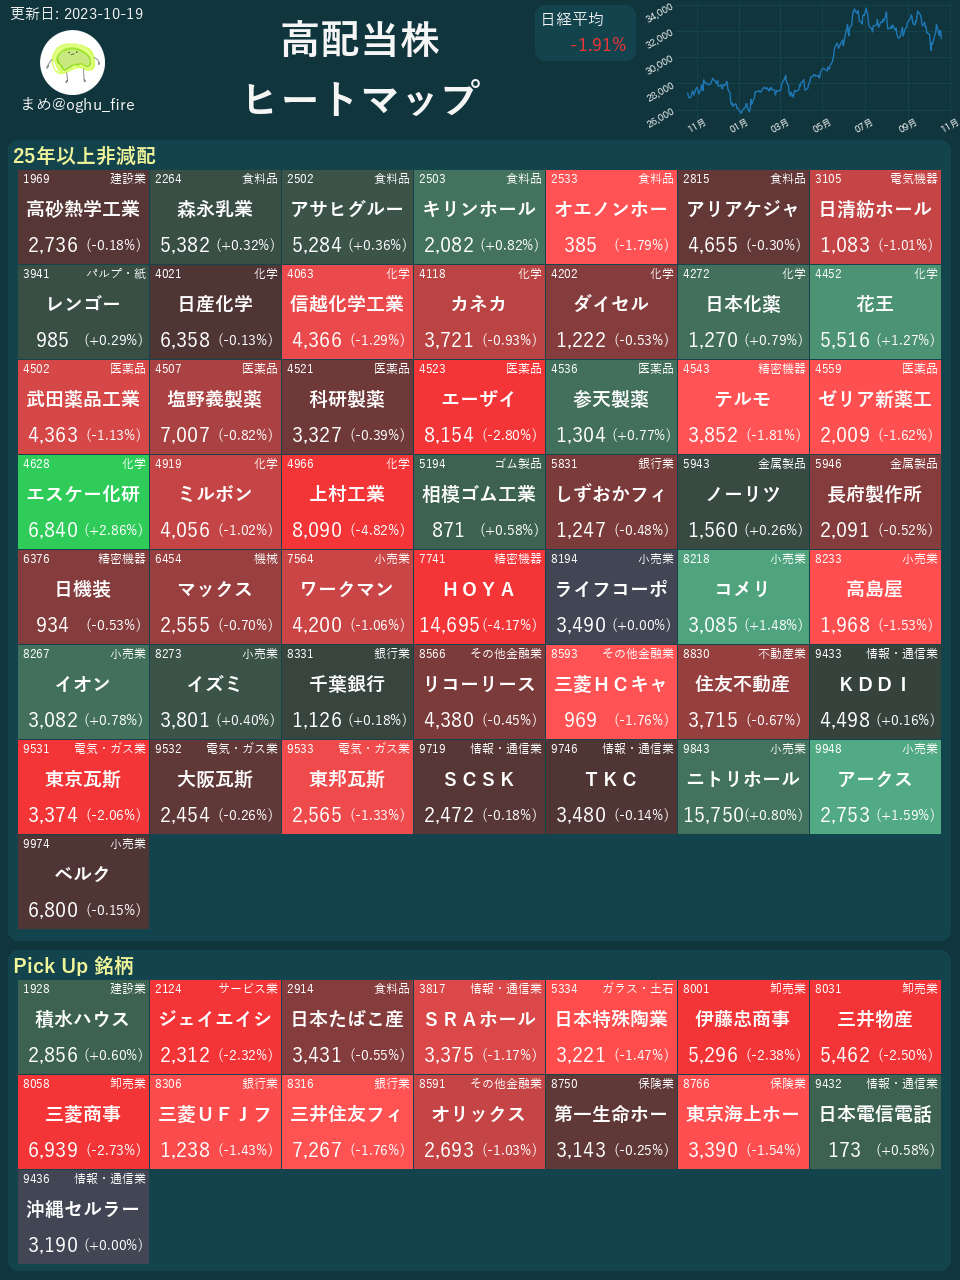 更新日: 2023-10-19
まめ@oghu_fire
高配当株
ヒートマップ
日経平均
-1.91%
34,000
32,000
30,000
28,000
26,000
11月 01月 03月 05月 07月 09月 11月
25年以上非減配
1969 建設業 2264 食料品 2502 食料品 2503 食料品 2533 食料品 2815 食料品 3105 電気機器
高砂熱学工業 森永乳業 アサヒグルー キリンホール オエノンホー アリアケジャ 日清紡ホール
2,736 (-0.18%) 5,382 (+0.32%) 5,284 (+0.36%) 2,082 (+0.82%) 385 (-1.79%) 4,655 (-0.30%) 1,083 (-1.01%)
3941 パルプ・紙 4021 化学 4063 化学 4118 化学 4202 化学 4272 化学 4452 化学
レンゴー 日産化学 信越化学工業 カネカ ダイセル 日本化薬 花王
985 (+0.29%) 6,358 (-0.13%) 4,366 (-1.29%) 3,721 (-0.93%) 1,222 (-0.53%) 1,270 (+0.79%) 5,516 (+1.27%)
4502 医薬品 4507 医薬品 4521 医薬品 4523 医薬品 4536 医薬品 4543 精密機器 4559 医薬品
武田薬品工業 塩野義製薬 科研製薬 エーザイ 参天製薬 テルモ ゼリア新薬工
4,363 (-1.13%) 7,007 (-0.82%) 3,327 (-0.39%) 8,154 (-2.80%) 1,304 (+0.77%) 3,852 (-1.81%) 2,009 (-1.62%)
4628 化学 4919 化学 4966 化学 5194 ゴム製品 5831 銀行業 5943 金属製品 5946 金属製品
エスケー化研 ミルボン 上村工業 相模ゴム工業 しずおかフィ ノーリツ 長府製作所
6,840 (+2.86%) 4,056 (-1.02%) 8,090 (-4.82%) 871 (+0.58%) 1,247 (-0.48%) 1,560 (+0.26%) 2,091 (-0.52%)
6376 精密機器 6454 機械 7564 小売業 7741 精密機器 8194 小売業 8218 小売業 8233 小売業
日機装 マックス ワークマン ＨＯＹＡ ライフコーポ コメリ 高島屋
934 (-0.53%) 2,555 (-0.70%) 4,200 (-1.06%) 14,695(-4.17%) 3,490 (+0.00%) 3,085 (+1.48%) 1,968 (-1.53%)
8267 小売業 8273 小売業 8331 銀行業 8566 その他金融業 8593 その他金融業 8830 不動産業 9433 情報・通信業
イオン イズミ 千葉銀行 リコーリース 三菱ＨＣキャ 住友不動産 ＫＤＤＩ
3,082 (+0.78%) 3,801 (+0.40%) 1,126 (+0.18%) 4,380 (-0.45%) 969 (-1.76%) 3,715 (-0.67%) 4,498 (+0.16%)
9531 電気・ガス業 9532 電気・ガス業 9533 電気・ガス業 9719 情報・通信業 9746 情報・通信業 9843 小売業 9948 小売業
東京瓦斯 大阪瓦斯 東邦瓦斯 ＳＣＳＫ ＴＫＣ ニトリホール アークス
3,374 (-2.06%) 2,454 (-0.26%) 2,565 (-1.33%) 2,472 (-0.18%) 3,480 (-0.14%) 15,750(+0.80%) 2,753 (+1.59%)
9974 小売業
ベルク
6,800 (-0.15%)
Pick Up 銘柄
1928 建設業 2124 サービス業 2914 食料品 3817 情報・通信業 5334 ガラス・土石 8001 卸売業 8031 卸売業
積水ハウス ジェイエイシ 日本たばこ産 ＳＲＡホール 日本特殊陶業 伊藤忠商事 三井物産
2,856 (+0.60%) 2,312 (-2.32%) 3,431 (-0.55%) 3,375 (-1.17%) 3,221 (-1.47%) 5,296 (-2.38%) 5,462 (-2.50%)
8058 卸売業 8306 銀行業 8316 銀行業 8591 その他金融業 8750 保険業 8766 保険業 9432 情報・通信業
三菱商事 三菱ＵＦＪフ 三井住友フィ オリックス 第一生命ホー 東京海上ホー 日本電信電話
6,939 (-2.73%) 1,238 (-1.43%) 7,267 (-1.76%) 2,693 (-1.03%) 3,143 (-0.25%) 3,390 (-1.54%) 173 (+0.58%)
9436 情報・通信業
沖縄セルラー
3,190 (+0.00%)